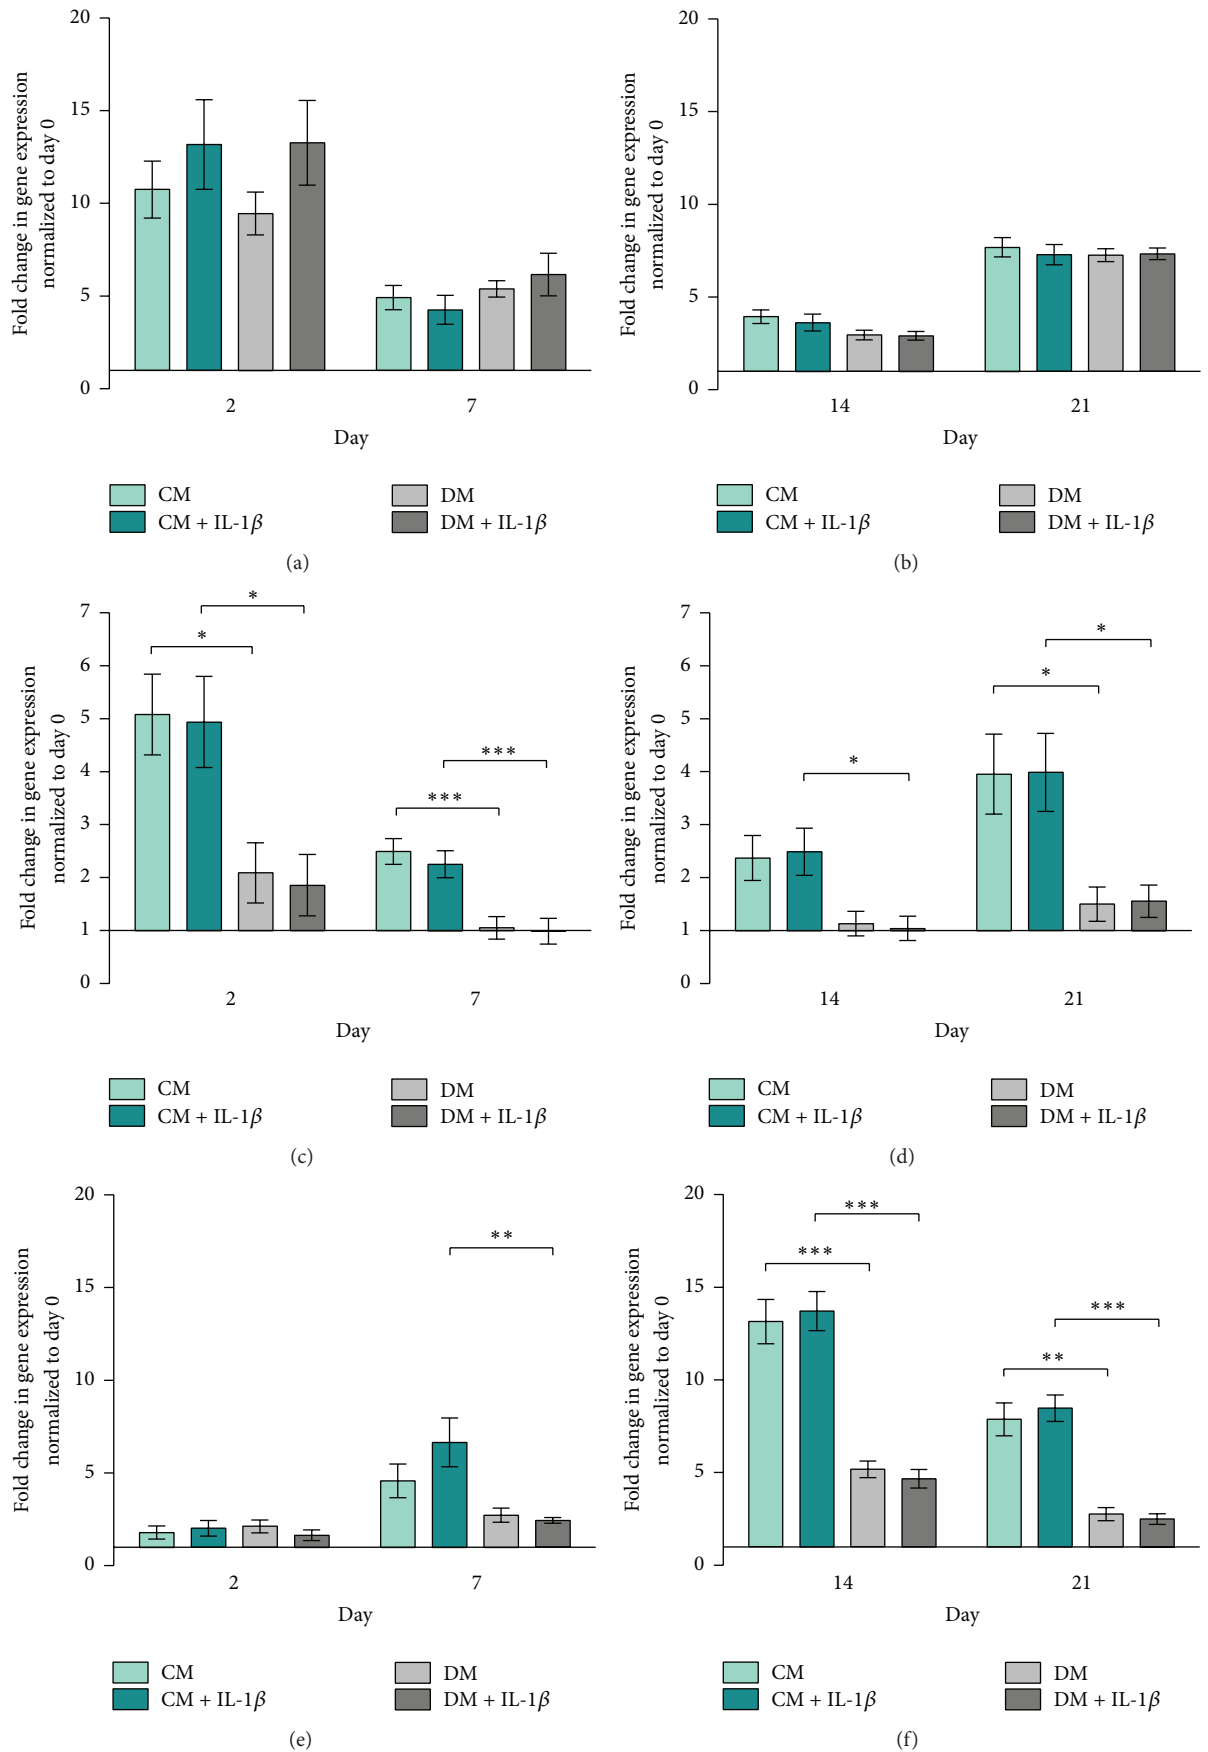 20
15
10
5
0
Fold change in gene expression
normalized to day 0
2
7
Day
CM
CM + IL-1β
DM
DM + IL-1β
(a)
20
15
10
5
0
Fold change in gene expression
normalized to day 0
14
21
Day
CM
CM + IL-1β
DM
DM + IL-1β
(b)
7
6
5
4
3
2
1
0
Fold change in gene expression
normalized to day 0
*
*
***
***
2
7
Day
CM
CM + IL-1β
DM
DM + IL-1β
(c)
7
6
5
4
3
2
1
0
Fold change in gene expression
normalized to day 0
*
*
*
14
21
Day
CM
CM + IL-1β
DM
DM + IL-1β
(d)
20
15
10
5
0
Fold change in gene expression
normalized to day 0
**
2
7
Day
CM
CM + IL-1β
DM
DM + IL-1β
(e)
20
15
10
5
0
Fold change in gene expression
normalized to day 0
***
***
***
**
14
21
Day
CM
CM + IL-1β
DM
DM + IL-1β
(f)